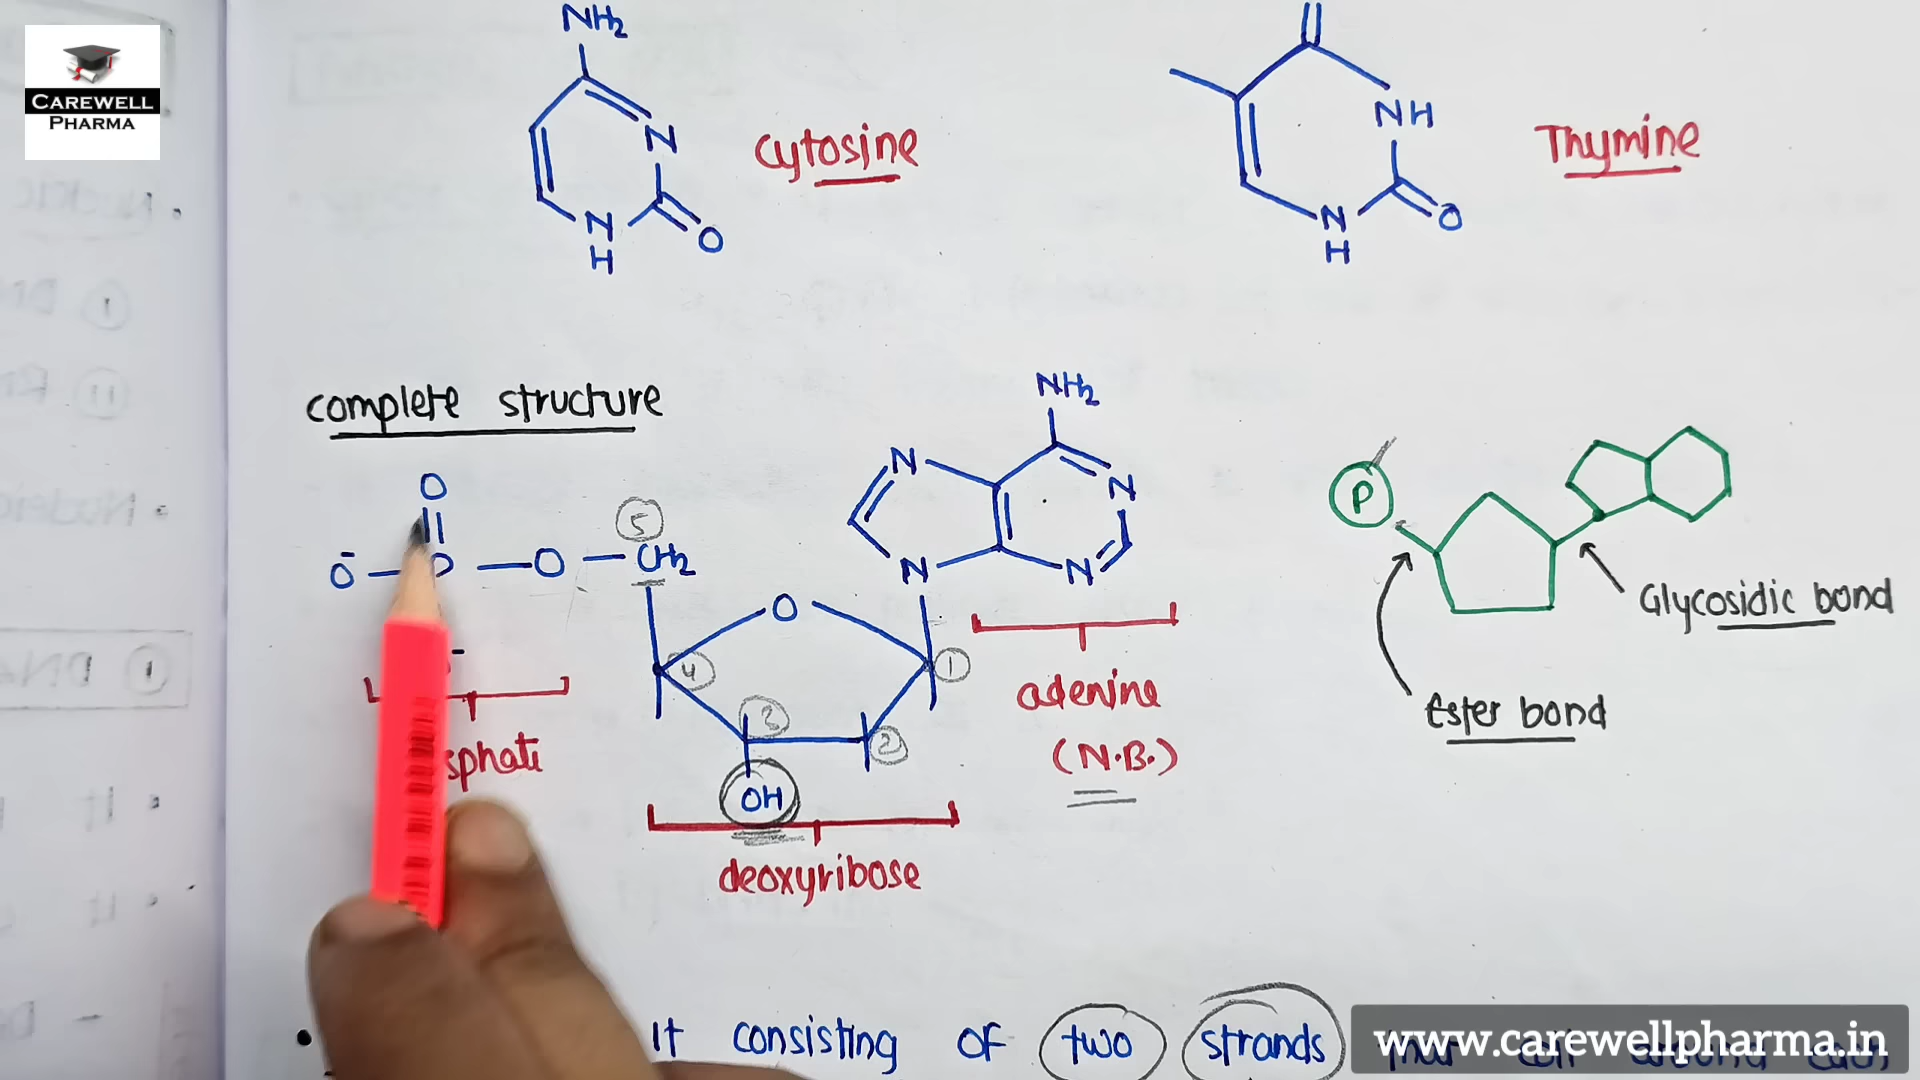 CAREWELL
PHARMA
NH2
N
N
H
O
Cytosine
NH
N
H
O
Thymine
complete structure
O
O-
O
CH2
5
O
4
3
2
1
OH
deoxyribose
NH2
N
N
N
N
adenine
(N.B.)
P
Glycosidic bond
Ester bond
It consisting of two strands
www.carewellpharma.in